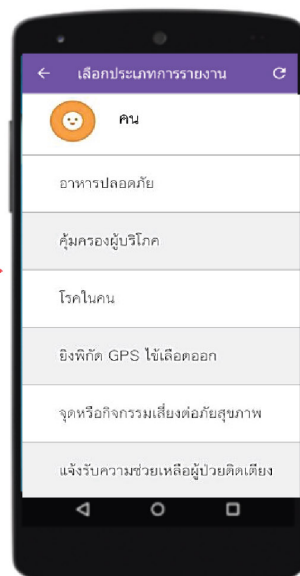 เลือกประเภทการรายงาน
คน
อาหารปลอดภัย
คุ้มครองผู้บริโภค
โรคในคน
ยิงพิกัด GPS ไข้เลือดออก
จุดหรือกิจกรรมเสี่ยงต่อภัยสุขภาพ
แจ้งรับความช่วยเหลือผู้ป่วยติดเตียง